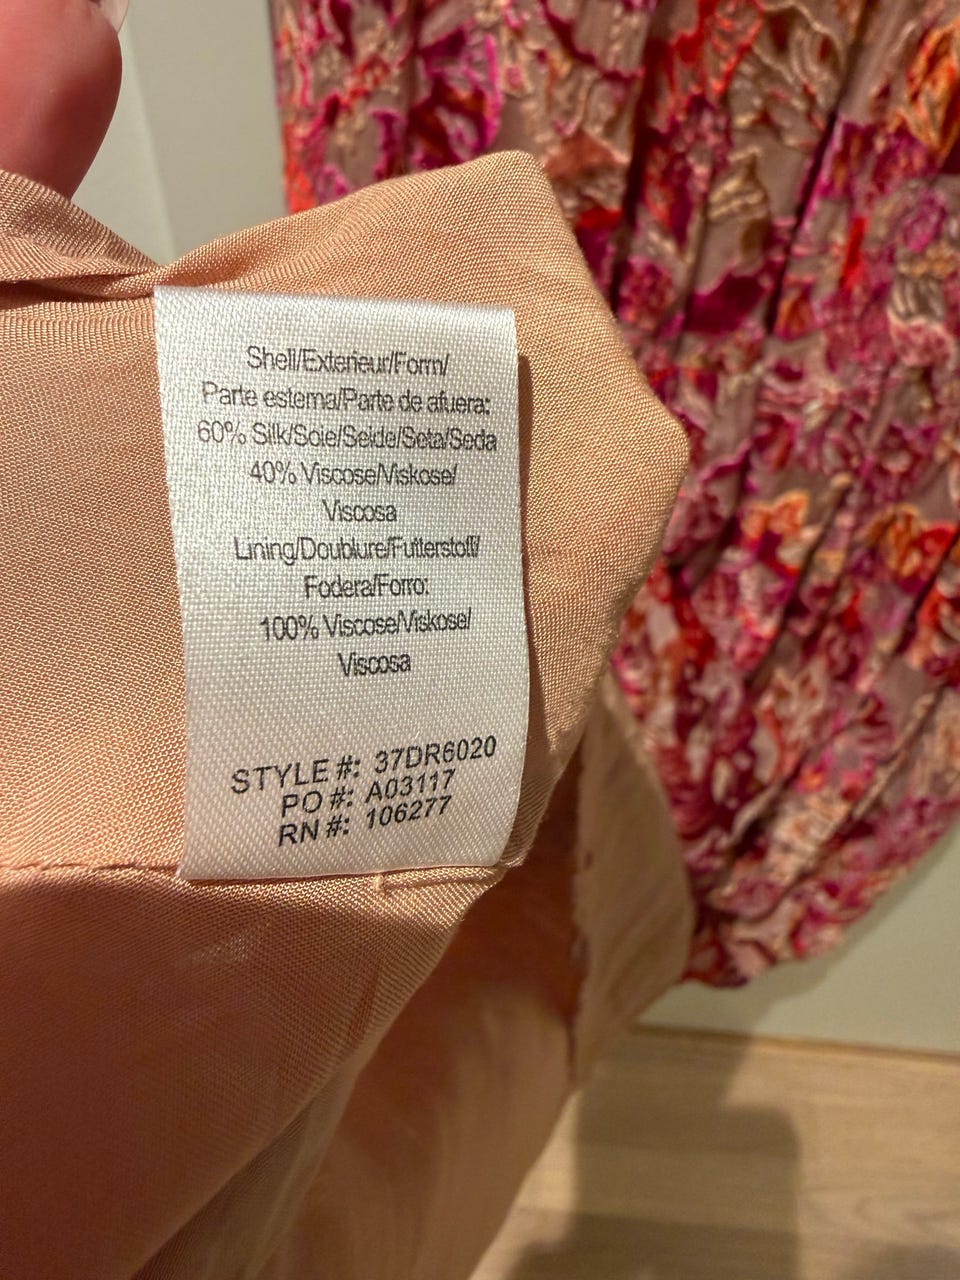 Shell/Exterieur/Form/
Parte esterna/Parte de afuera:
60% Silk/Soie/Seide/Seta/Seda
40% Viscose/Viskose/
Viscosa
Lining/Doublure/Futterstoff/
Fodera/Forro:
100% Viscose/Viskose/
Viscosa
STYLE #: 37DR6020
PO #: A03117
RN #: 106277